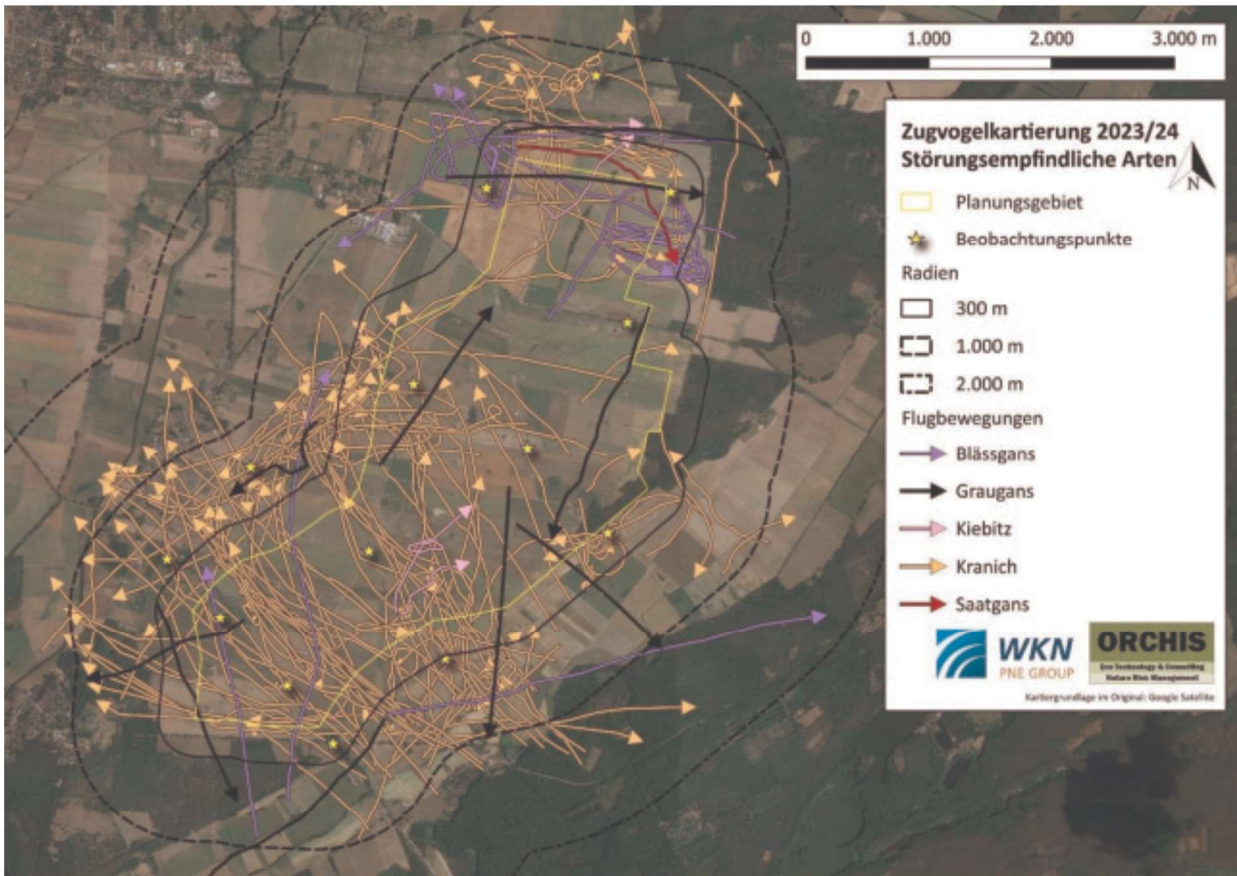 0 1.000 2.000 3.000 m
Zugvogelkartierung 2023/24
Störungsempfindliche Arten
N
Planungsgebiet
Beobachtungspunkte
Radien
300 m
1.000 m
2.000 m
Flugbewegungen
Blässgans
Graugans
Kiebitz
Kranich
Saatgans
WKN
PNE GROUP
ORCHIS
Eco Technology & Consulting
Nature Risk Management
Kartiergrundlage im Original: Google Satellite